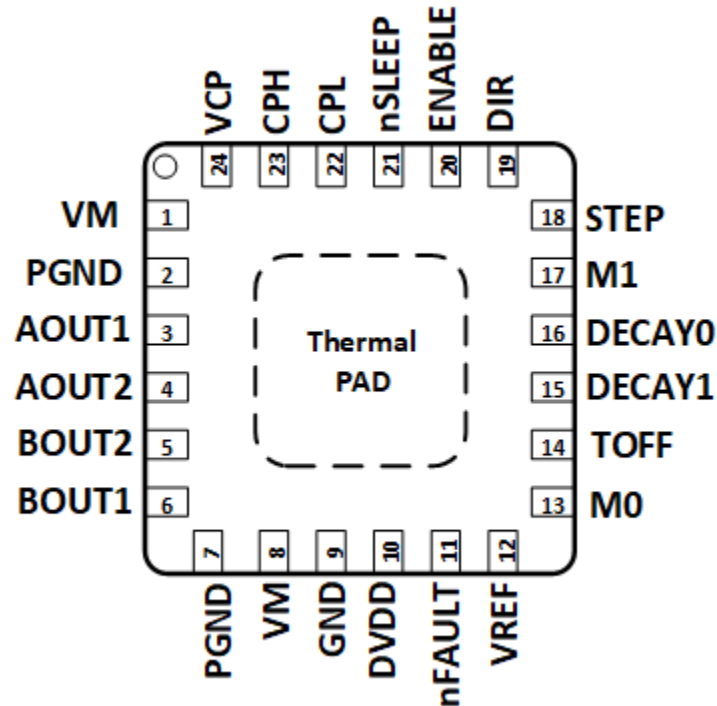 VCP
CPH
CPL
nSLEEP
ENABLE
DIR
24
23
22
21
20
19
VM 1
PGND 2
AOUT1 3
AOUT2 4
BOUT2 5
BOUT1 6
18 STEP
17 M1
16 DECAY0
15 DECAY1
14 TOFF
13 M0
Thermal
PAD
7
8
9
10
11
12
PGND
VM
GND
DVDD
nFAULT
VREF